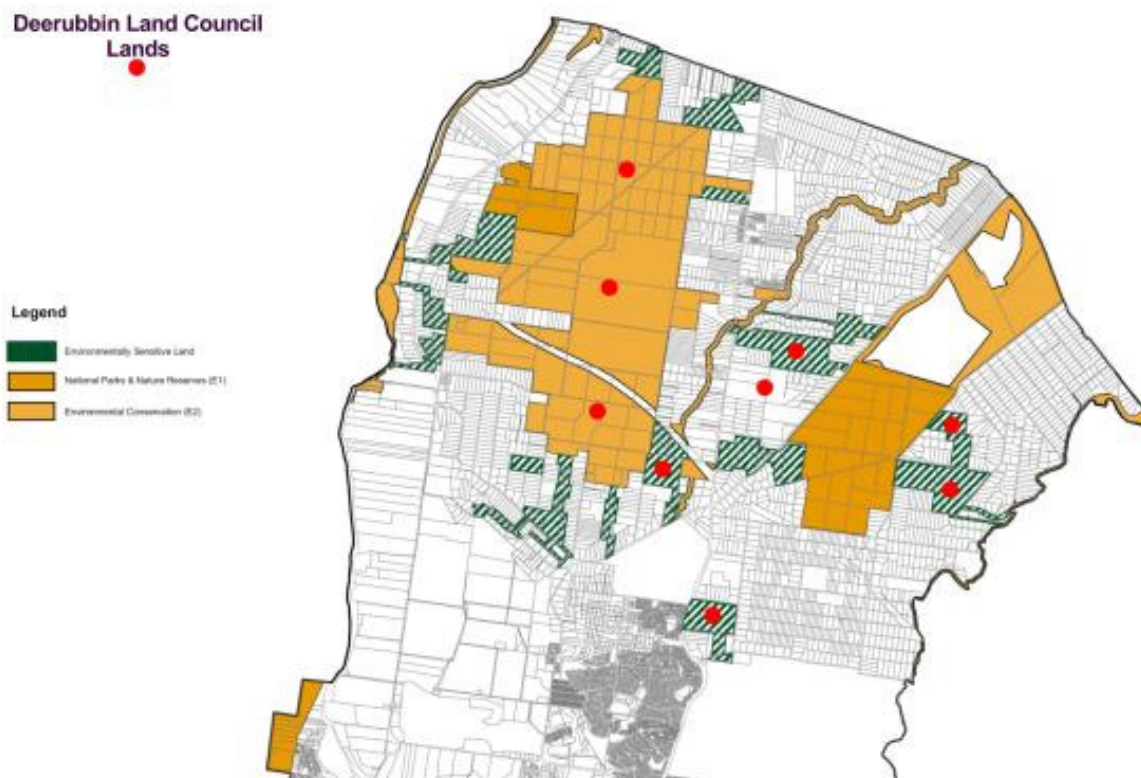 Deerubbin Land Council
Lands
Legend
Environmentally Sensitive Land
National Parks & Nature Reserves (E1)
Environmental Conservation (E2)